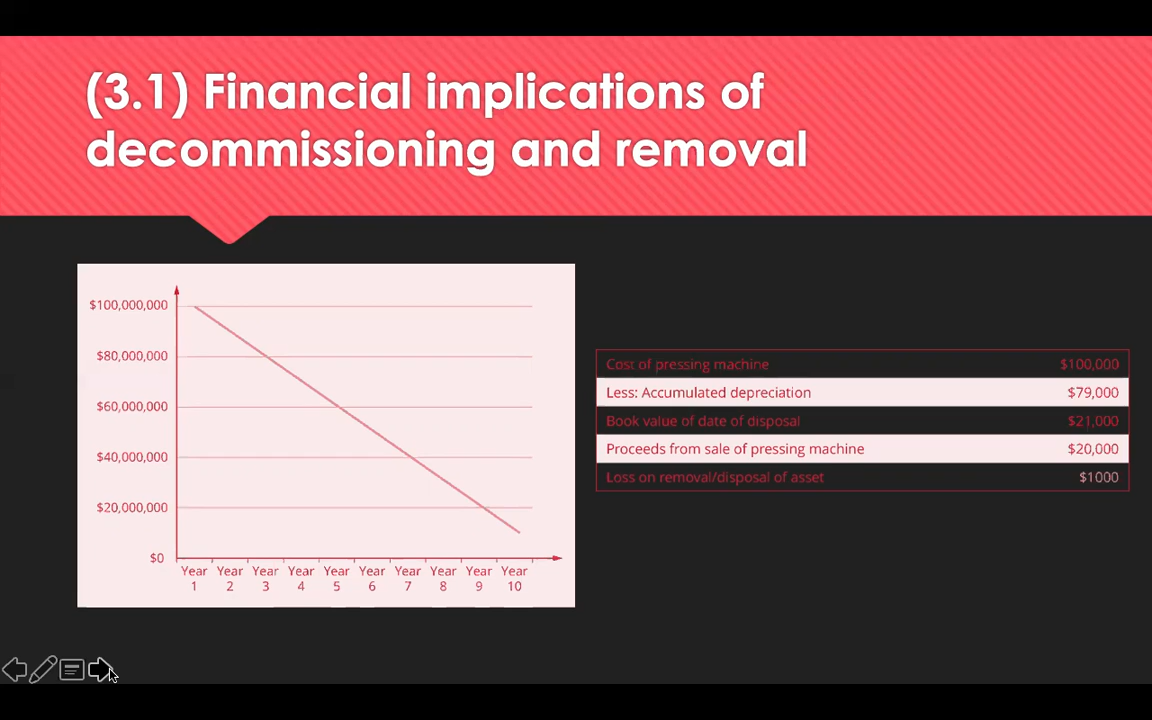 (3.1) Financial implications of
decommissioning and removal
$100,000,000
$80,000,000
$60,000,000
$40,000,000
$20,000,000
$0
Year 1
Year 2
Year 3
Year 4
Year 5
Year 6
Year 7
Year 8
Year 9
Year 10
Cost of pressing machine $100,000
Less: Accumulated depreciation $79,000
Book value of date of disposal $21,000
Proceeds from sale of pressing machine $20,000
Loss on removal/disposal of asset $1000